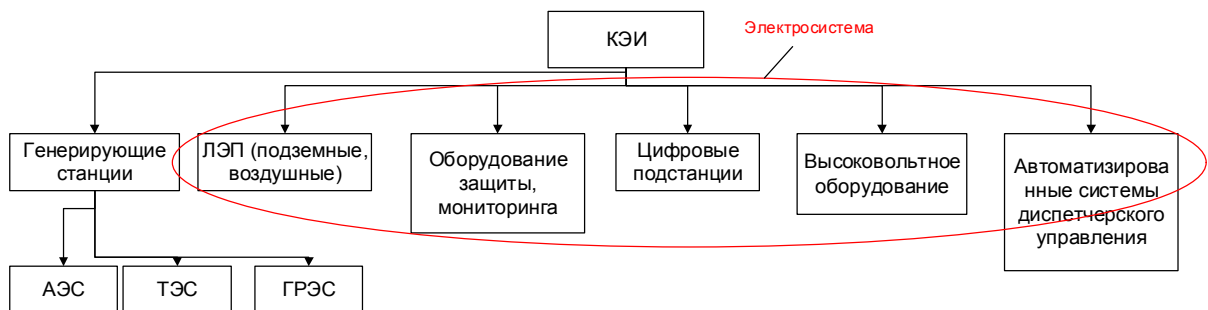 Электросистема
КЭИ
Генерирующие
станции
ЛЭП (подземные,
воздушные)
Оборудование
защиты,
мониторинга
Цифровые
подстанции
Высоковольтное
оборудование
Автоматизирова
нные системы
диспетчерского
управления
АЭС
ТЭС
ГРЭС